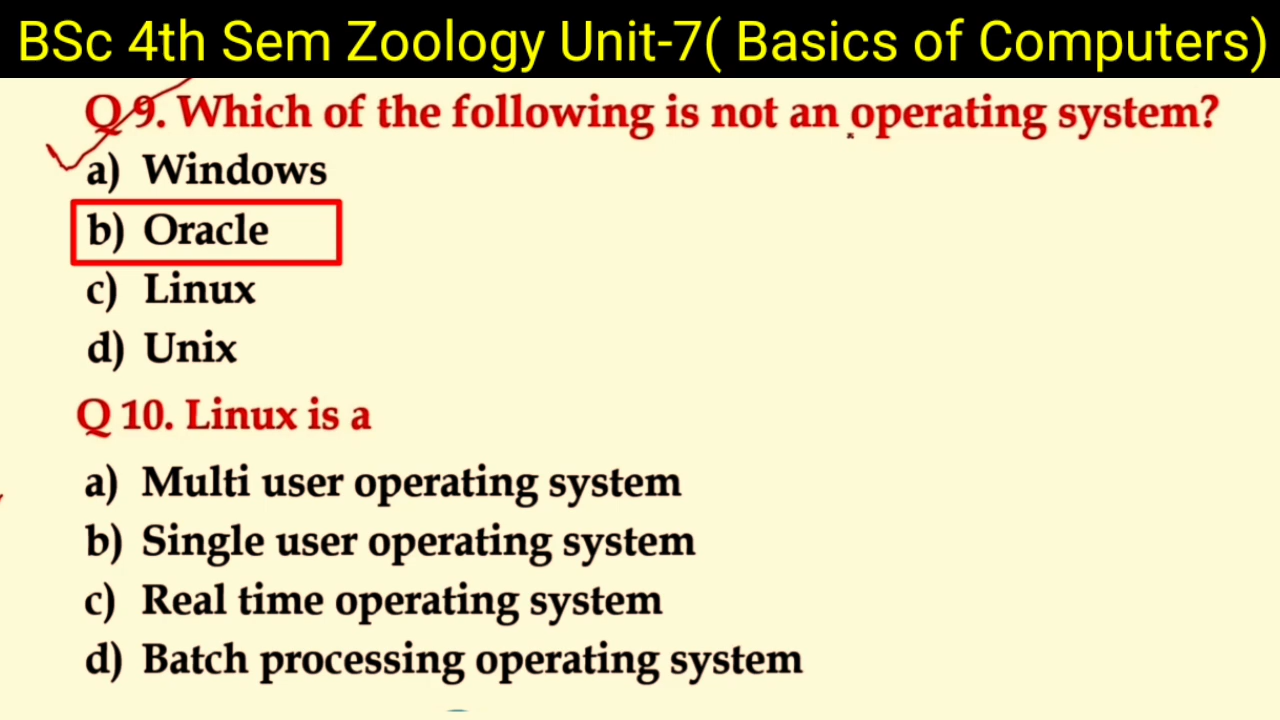 BSc 4th Sem Zoology Unit-7( Basics of Computers)
Q 9. Which of the following is not an operating system?
a) Windows
b) Oracle
c) Linux
d) Unix
Q 10. Linux is a
a) Multi user operating system
b) Single user operating system
c) Real time operating system
d) Batch processing operating system